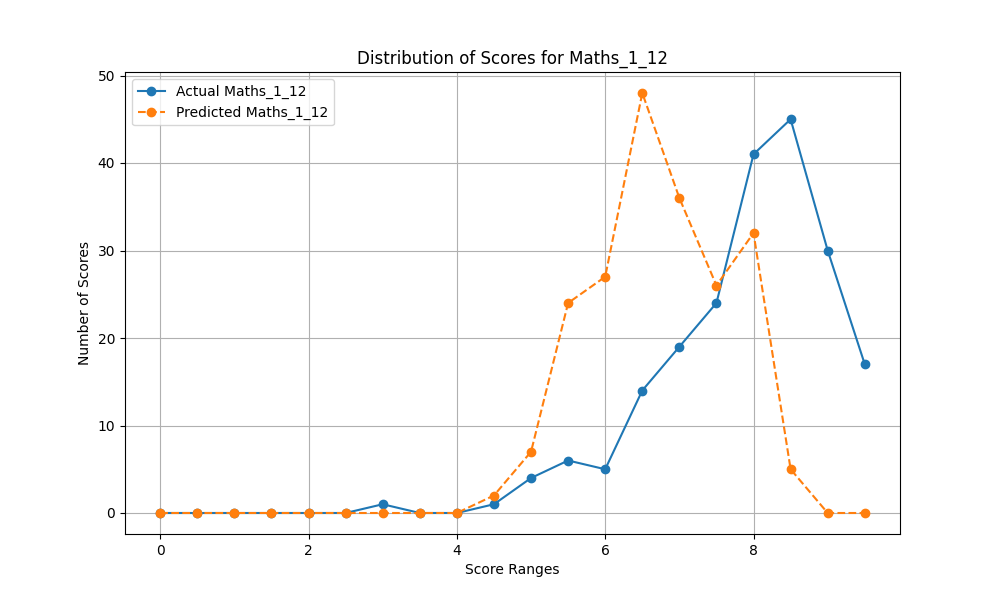 Distribution of Scores for Maths_1_12
Actual Maths_1_12
Predicted Maths_1_12
Number of Scores
50
40
30
20
10
0
0 2 4 6 8
Score Ranges